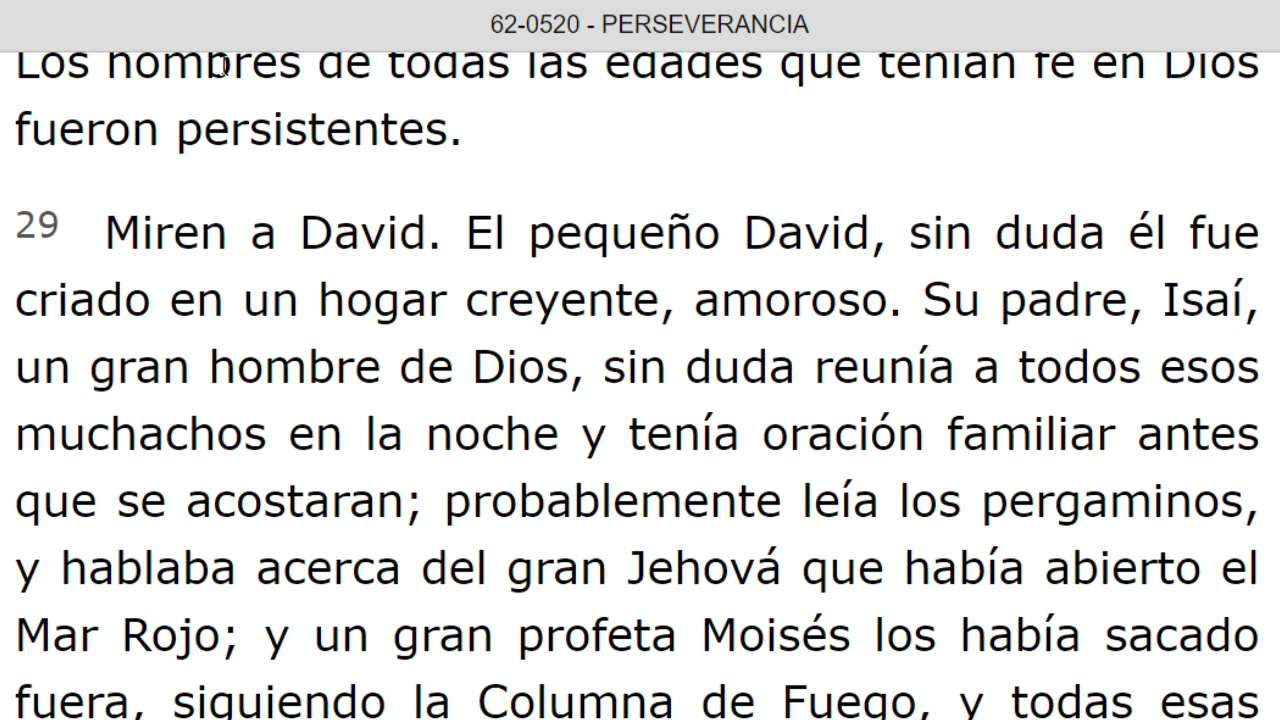 62-0520 - PERSEVERANCIA
Los hombres de todas las edades que tenían fe en Dios
fueron persistentes.
29 Miren a David. El pequeño David, sin duda él fue
criado en un hogar creyente, amoroso. Su padre, Isaí,
un gran hombre de Dios, sin duda reunía a todos esos
muchachos en la noche y tenía oración familiar antes
que se acostaran; probablemente leía los pergaminos,
y hablaba acerca del gran Jehová que había abierto el
Mar Rojo; y un gran profeta Moisés los había sacado
fuera, siguiendo la Columna de Fuego, y todas esas